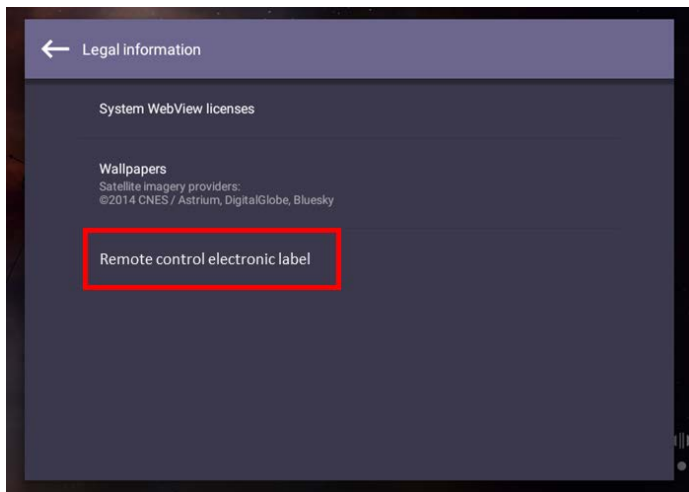 Legal information
System WebView licenses
Wallpapers
Satellite imagery providers:
©2014 CNES / Astrium, DigitalGlobe, Bluesky
Remote control electronic label